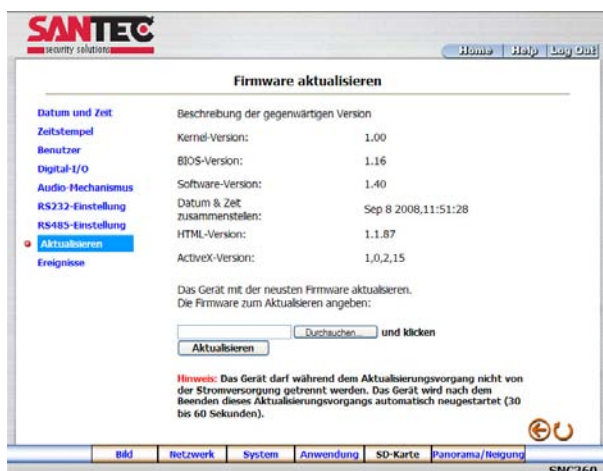 SANTEC
security solutions
Home Help Log Out
Firmware aktualisieren
Datum und Zeit
Zeitstempel
Benutzer
Digital-I/O
Audio-Mechanismus
RS232-Einstellung
RS485-Einstellung
Aktualisieren
Ereignisse
Beschreibung der gegenwärtigen Version
Kernel-Version: 1.00
BIOS-Version: 1.16
Software-Version: 1.40
Datum & Zeit
zusammenstellen: Sep 8 2008,11:51:28
HTML-Version: 1.1.87
ActiveX-Version: 1,0,2,15
Das Gerät mit der neusten Firmware aktualisieren.
Die Firmware zum Aktualisieren angeben:
Durchsuchen... und klicken
Aktualisieren
Hinweis: Das Gerät darf während dem Aktualisierungsvorgang nicht von
der Stromversorgung getrennt werden. Das Gerät wird nach dem
Beenden dieses Aktualisierungsvorgangs automatisch neugestartet (30
bis 60 Sekunden).
Bild Netzwerk System Anwendung SD-Karte Panorama/Neigung